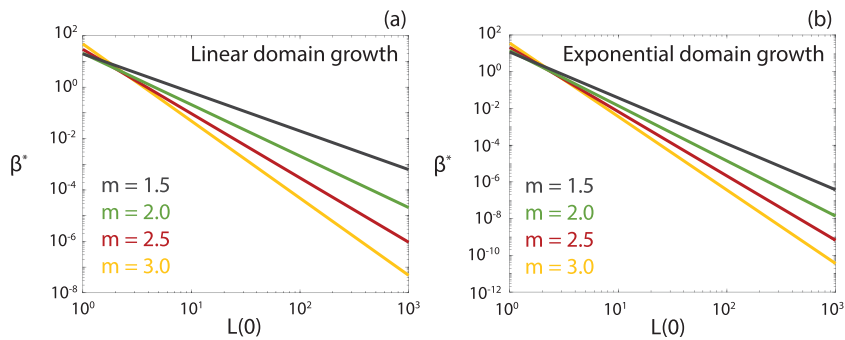 (a)
Linear domain growth
10²
10⁰
10⁻²
10⁻⁴
10⁻⁶
10⁻⁸
β*
m = 1.5
m = 2.0
m = 2.5
m = 3.0
10⁰ 10¹ 10² 10³
L(0)
(b)
Exponential domain growth
10²
10⁰
10⁻²
10⁻⁴
10⁻⁶
10⁻⁸
10⁻¹⁰
10⁻¹²
β*
m = 1.5
m = 2.0
m = 2.5
m = 3.0
10⁰ 10¹ 10² 10³
L(0)